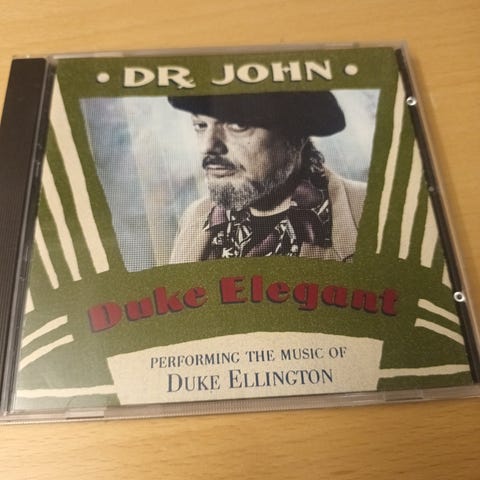 • DR. JOHN •
Duke Elegant
PERFORMING THE MUSIC OF
DUKE ELLINGTON